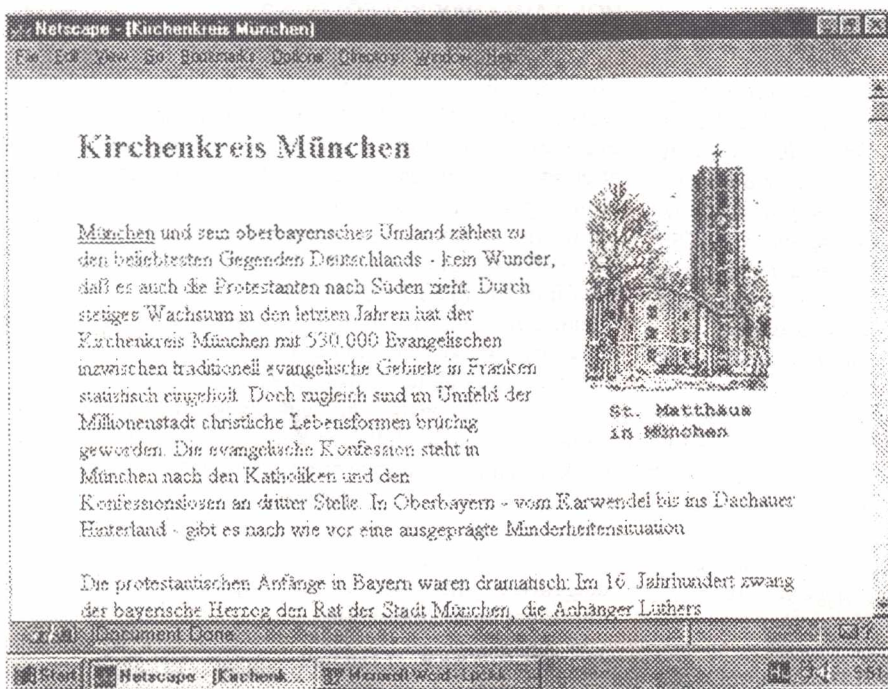 Netscape - [Kirchenkreis München]
File Edit View Go Bookmarks Options Directory Window Help
Kirchenkreis München
München und sein oberbayerisches Umland zählen zu
den beliebtesten Gegenden Deutschlands - kein Wunder,
daß es auch die Protestanten nach Süden zieht. Durch
stetiges Wachstum in den letzten Jahren hat der
Kirchenkreis München mit 530.000 Evangelischen
inzwischen traditionell evangelische Gebiete in Franken
statistisch eingeholt. Doch zugleich sind im Umfeld der
Millionenstadt christliche Lebensformen brüchig
geworden. Die evangelische Konfession steht in
München nach den Katholiken und den
Konfessionslosen an dritter Stelle. In Oberbayern - vom Karwendel bis ins Dachauer
Hinterland - gibt es nach wie vor eine ausgeprägte Minderheitensituation
St. Matthäus
in München
Die protestantischen Anfänge in Bayern waren dramatisch: Im 16. Jahrhundert zwang
der bayerische Herzog den Rat der Stadt München, die Anhänger Luthers
Document Done
Start
Netscape - [Kirchenk...
Microsoft Word -
9:51